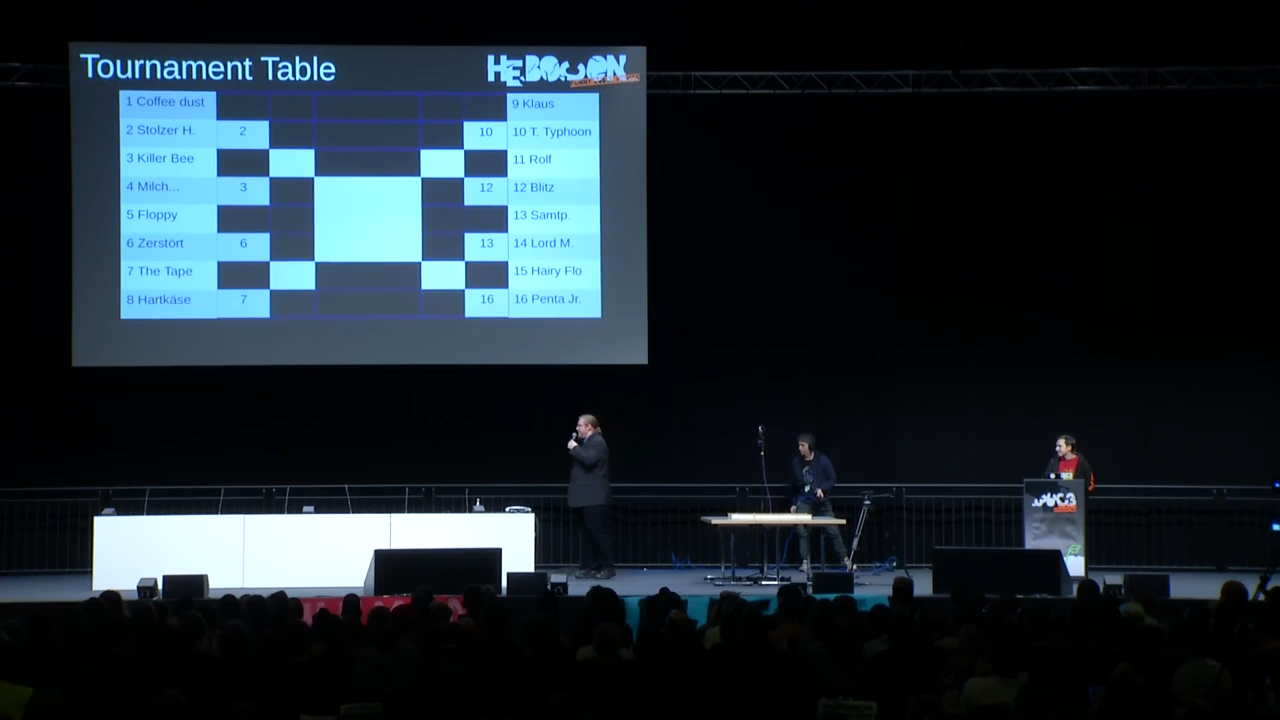 Tournament Table
HEBOCON
1 Coffee dust
9 Klaus
2 Stolzer H.
2
10
10 T. Typhoon
3 Killer Bee
11 Rolf
4 Milch...
3
12
12 Blitz
5 Floppy
13 Samtp.
6 Zerstört
6
13
14 Lord M.
7 The Tape
15 Hairy Flo
8 Hartkäse
7
16
16 Penta Jr.